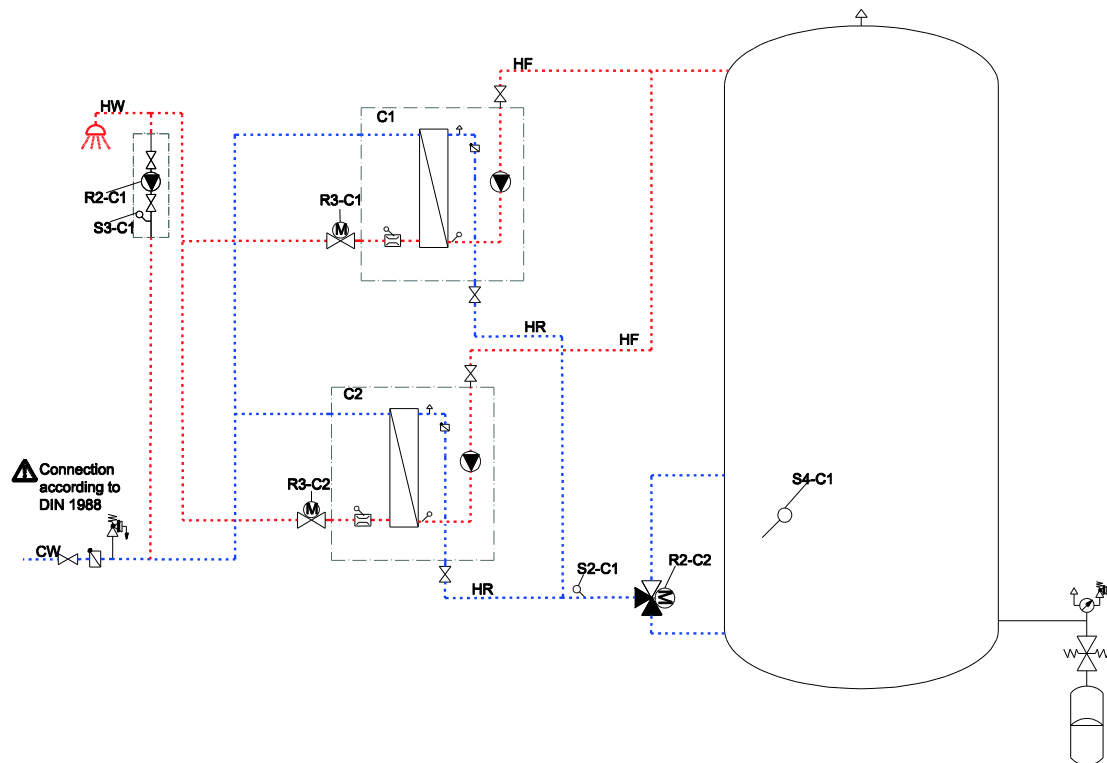 HF
HW
C1
R2-C1
R3-C1
S3-C1
M
HR
HF
C2
S4-C1
Connection
according to
DIN 1988
R3-C2
M
CW
S2-C1
R2-C2
M
HR